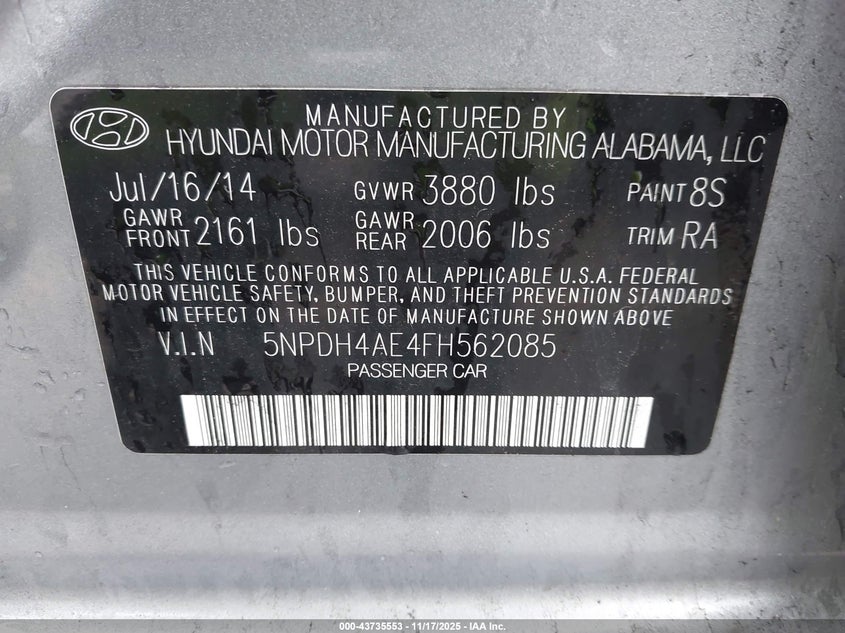 MANUFACTURED BY
HYUNDAI MOTOR MANUFACTURING ALABAMA, LLC
Jul/16/14 GVWR 3880 lbs PAINT 8S
GAWR FRONT 2161 lbs GAWR REAR 2006 lbs TRIM RA
THIS VEHICLE CONFORMS TO ALL APPLICABLE U.S.A. FEDERAL
MOTOR VEHICLE SAFETY, BUMPER, AND THEFT PREVENTION STANDARDS
IN EFFECT ON THE DATE OF MANUFACTURE SHOWN ABOVE
V.I.N 5NPDH4AE4FH562085
PASSENGER CAR
000-43735553 - 11/17/2025 - IAA Inc.